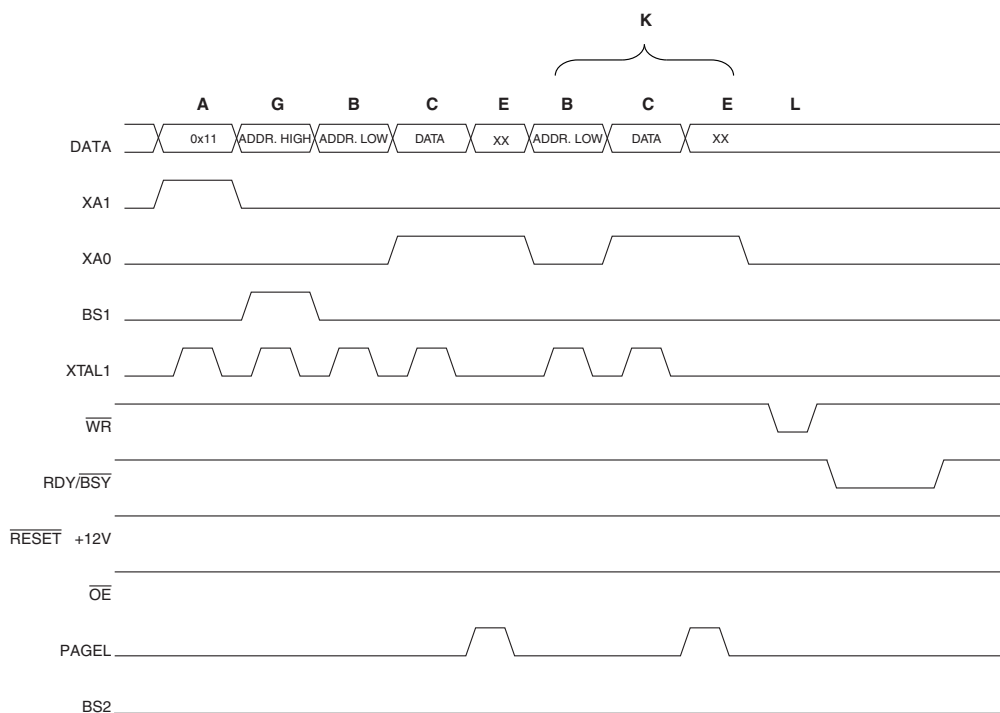 K
A G B C E B C E L
DATA 0x11 ADDR. HIGH ADDR. LOW DATA XX ADDR. LOW DATA XX
XA1
XA0
BS1
XTAL1
WR
RDY/BSY
RESET +12V
OE
PAGEL
BS2